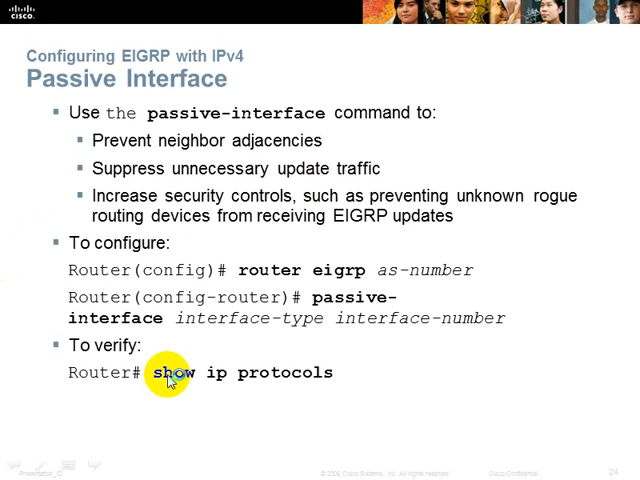 CISCO.
Configuring EIGRP with IPv4
Passive Interface
Use the passive-interface command to:
Prevent neighbor adjacencies
Suppress unnecessary update traffic
Increase security controls, such as preventing unknown rogue
routing devices from receiving EIGRP updates
To configure:
Router(config)# router eigrp as-number
Router(config-router)# passive-
interface interface-type interface-number
To verify:
Router# show ip protocols
Presentation_ID
Cisco Systems, Inc. All rights reserved.
Cisco Confidential
24